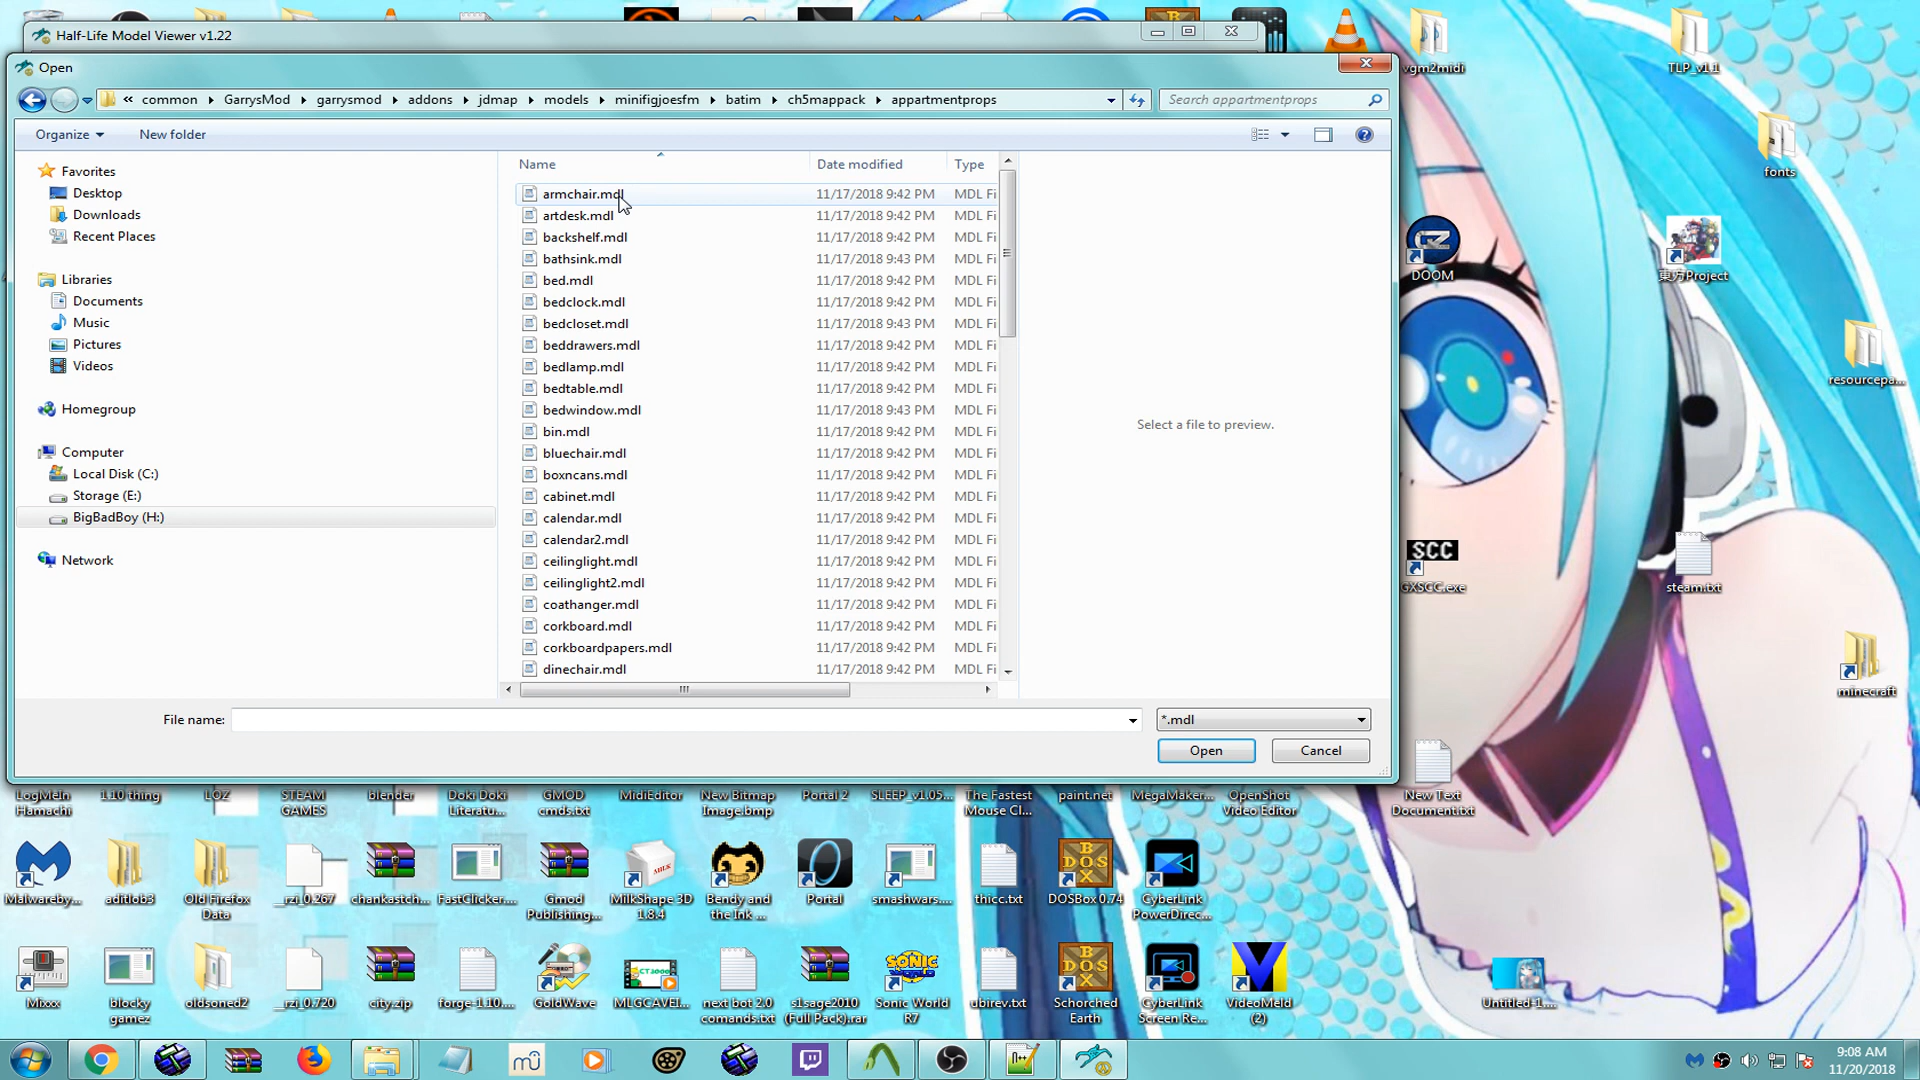 Half-Life Model Viewer v1.22
Open
« common GarrysMod garrysmod addons jdmap models minifigjoesfm batim ch5mappack appartmentprops
Search appartmentprops
Organize New folder
Favorites
Desktop
Downloads
Recent Places
Libraries
Documents
Music
Pictures
Videos
Homegroup
Computer
Local Disk (C:)
Storage (E:)
BigBadBoy (H:)
Network
Name Date modified Type
armchair.mdl 11/17/2018 9:42 PM MDL Fi
artdesk.mdl 11/17/2018 9:42 PM MDL Fi
backshelf.mdl 11/17/2018 9:42 PM MDL Fi
bathsink.mdl 11/17/2018 9:43 PM MDL Fi
bed.mdl 11/17/2018 9:42 PM MDL Fi
bedclock.mdl 11/17/2018 9:42 PM MDL Fi
bedcloset.mdl 11/17/2018 9:43 PM MDL Fi
beddrawers.mdl 11/17/2018 9:42 PM MDL Fi
bedlamp.mdl 11/17/2018 9:42 PM MDL Fi
bedtable.mdl 11/17/2018 9:42 PM MDL Fi
bedwindow.mdl 11/17/2018 9:43 PM MDL Fi
bin.mdl 11/17/2018 9:42 PM MDL Fi
bluechair.mdl 11/17/2018 9:42 PM MDL Fi
boxncans.mdl 11/17/2018 9:42 PM MDL Fi
cabinet.mdl 11/17/2018 9:42 PM MDL Fi
calendar.mdl 11/17/2018 9:42 PM MDL Fi
calendar2.mdl 11/17/2018 9:42 PM MDL Fi
ceilinglight.mdl 11/17/2018 9:42 PM MDL Fi
ceilinglight2.mdl 11/17/2018 9:42 PM MDL Fi
coathanger.mdl 11/17/2018 9:42 PM MDL Fi
corkboard.mdl 11/17/2018 9:42 PM MDL Fi
corkboardpapers.mdl 11/17/2018 9:42 PM MDL Fi
dinechair.mdl 11/17/2018 9:42 PM MDL Fi
Select a file to preview.
File name:
*.mdl
Open Cancel
vgm2midi
TLP_v1.1
fonts
DOOM
東方Project
resourcepa...
SCC
GXSCC.exe
steam.txt
minecraft
New Text
Document.txt
LogMeIn
Hamachi
1.10 thing
LOZ
STEAM
GAMES
blender
Doki Doki
Literatu...
GMOD
cmds.txt
MidiEditor
New Bitmap
Image.bmp
Portal 2
SLEEP_v1.05...
The Fastest
Mouse Cl...
paint.net
MegaMaker...
OpenShot
Video Editor
Malwareby...
aditlob3
Old Firefox
Data
__rzi_0.267
chankastch...
FastClicker....
Gmod
Publishing...
MILK
MilkShape 3D
1.8.4
Bendy and
the Ink ...
Portal
smashwars....
thicc.txt
DOS
BOX
DOSBox 0.74
CyberLink
PowerDirec...
Mixxx
blocky
gamez
oldsoned2
__rzi_0.720
city.zip
forge-1.10....
GoldWave
CT3000
MLGCAVEI...
next bot 2.0
comands.txt
s1sage2010
(Full Pack).rar
SONIC
WORLD
Sonic World
R7
ubirev.txt
DOS
BOX
Schorched
Earth
CyberLink
Screen Re...
VideoMeld
(2)
Untitled-1....
9:08 AM
11/20/2018